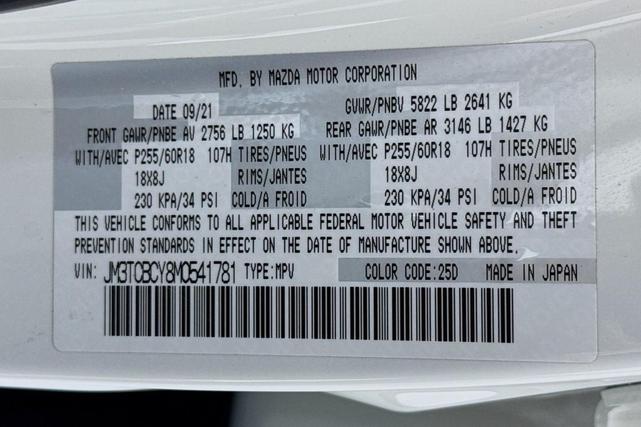 MFD. BY MAZDA MOTOR CORPORATION
DATE 09/21 GVWR/PNBV 5822 LB 2641 KG
FRONT GAWR/PNBE AV 2756 LB 1250 KG REAR GAWR/PNBE AR 3146 LB 1427 KG
WITH/AVEC P255/60R18 107H TIRES/PNEUS WITH/AVEC P255/60R18 107H TIRES/PNEUS
18X8J RIMS/JANTES 18X8J RIMS/JANTES
230 KPA/34 PSI COLD/A FROID 230 KPA/34 PSI COLD/A FROID
THIS VEHICLE CONFORMS TO ALL APPLICABLE FEDERAL MOTOR VEHICLE SAFETY AND THEFT
PREVENTION STANDARDS IN EFFECT ON THE DATE OF MANUFACTURE SHOWN ABOVE.
VIN: JM3TCBCY8M0541781 TYPE:MPV COLOR CODE:25D MADE IN JAPAN